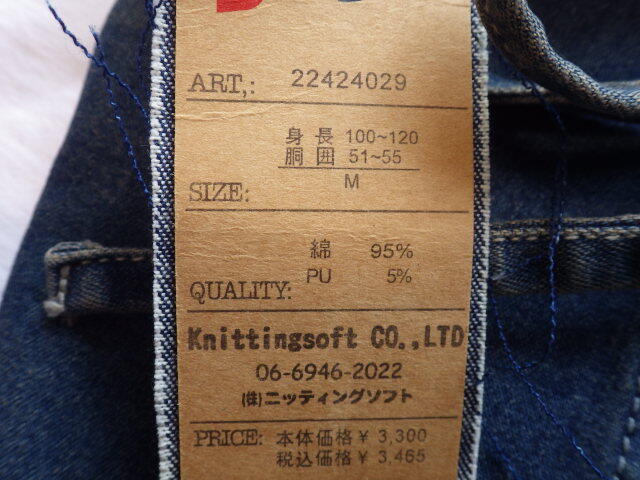 ART,: 22424029
身長 100~120
胴囲 51~55
SIZE: M
綿 95%
QUALITY: PU 5%
Knittingsoft CO.,LTD
06-6946-2022
(株)ニッティングソフト
PRICE: 本体価格¥ 3,300
税込価格¥ 3,465